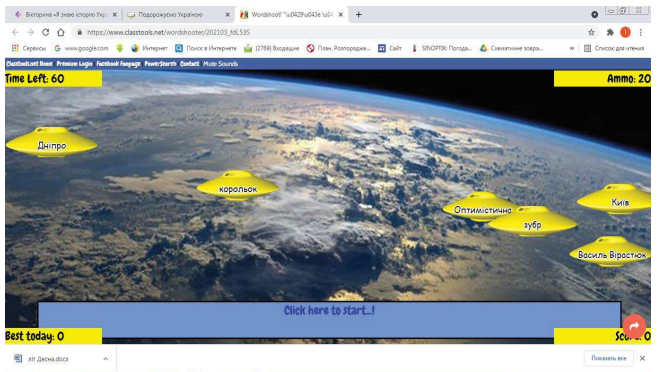 Вікторина «Я знаю історію Укр
Подорожуємо Україною
Wordshoot! "\u0429\u043e \u04
https://www.classtools.net/wordshooter/202103_fdL53S
Сервисы
www.google.com
Интернет
Поиск в Интернете
(2769) Входящие
План, Розпорядже...
Сайт
SINOPTIK: Погода...
Схематичне зобра...
»
Список для чтения
Classtools.net Home Premium Login Facebook Fanpage PowerSearch Contact Mute Sounds
Time Left: 60
Ammo: 20
Дніпро
корольок
Київ
Оптимістична
зубр
Василь Вірастюк
Click here to start...!
Best today: 0
0
хіт Десна.docx
Показать все